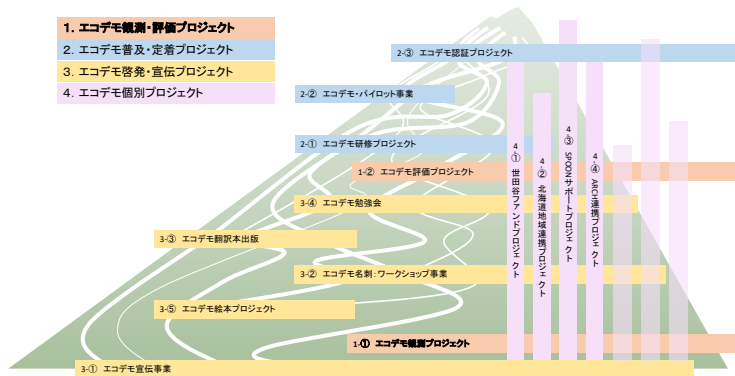 1. エコデモ観測・評価プロジェクト
2. エコデモ普及・定着プロジェクト
3. エコデモ啓発・宣伝プロジェクト
4. エコデモ個別プロジェクト
2-③ エコデモ認証プロジェクト
2-② エコデモ・パイロット事業
2-① エコデモ研修プロジェクト
1-② エコデモ評価プロジェクト
3-④ エコデモ勉強会
3-③ エコデモ翻訳本出版
3-② エコデモ名刺:ワークショップ事業
3-⑤ エコデモ絵本プロジェクト
1-① エコデモ観測プロジェクト
3-① エコデモ宣伝事業
4-① 世田谷ファンドプロジェクト
4-② 北海道地域連携プロジェクト
4-③ SPOONサポートプロジェクト
4-④ ARCH連携プロジェクト